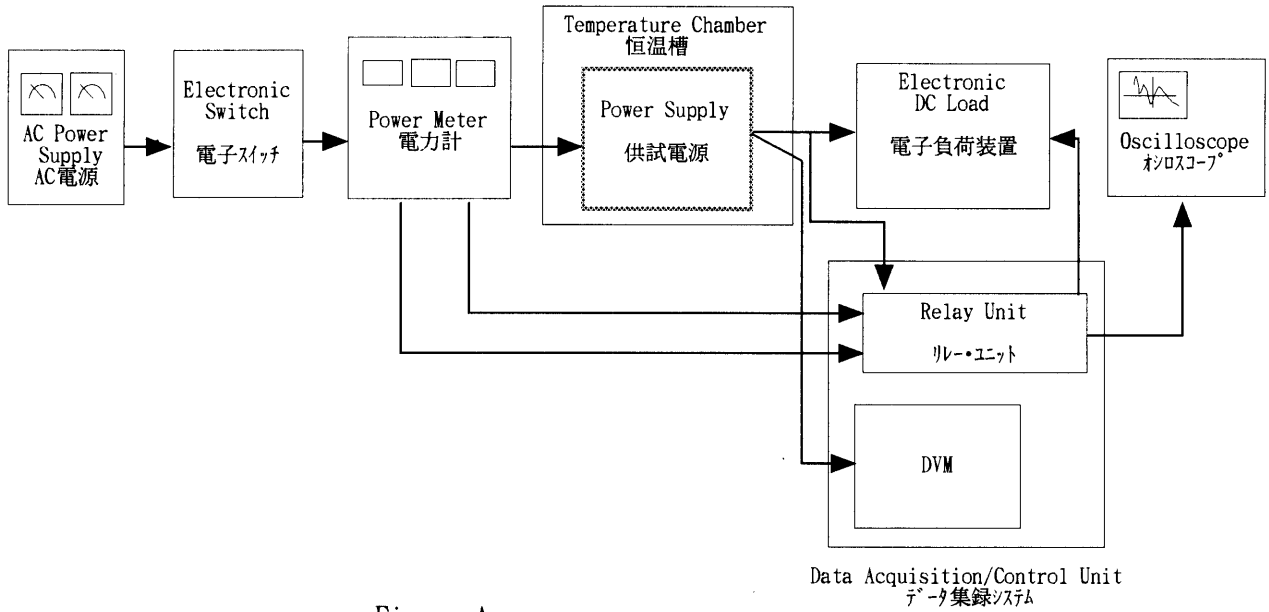 AC Power
Supply
AC電源
Electronic
Switch
電子ｽｲｯﾁ
Power Meter
電力計
Temperature Chamber
恒温槽
Power Supply
供試電源
Electronic
DC Load
電子負荷装置
Oscilloscope
ｵｼﾛｽｺｰﾌﾟ
Relay Unit
ﾘﾚｰ･ﾕﾆｯﾄ
DVM
Data Acquisition/Control Unit
ﾃﾞｰﾀ集録ｼｽﾃﾑ